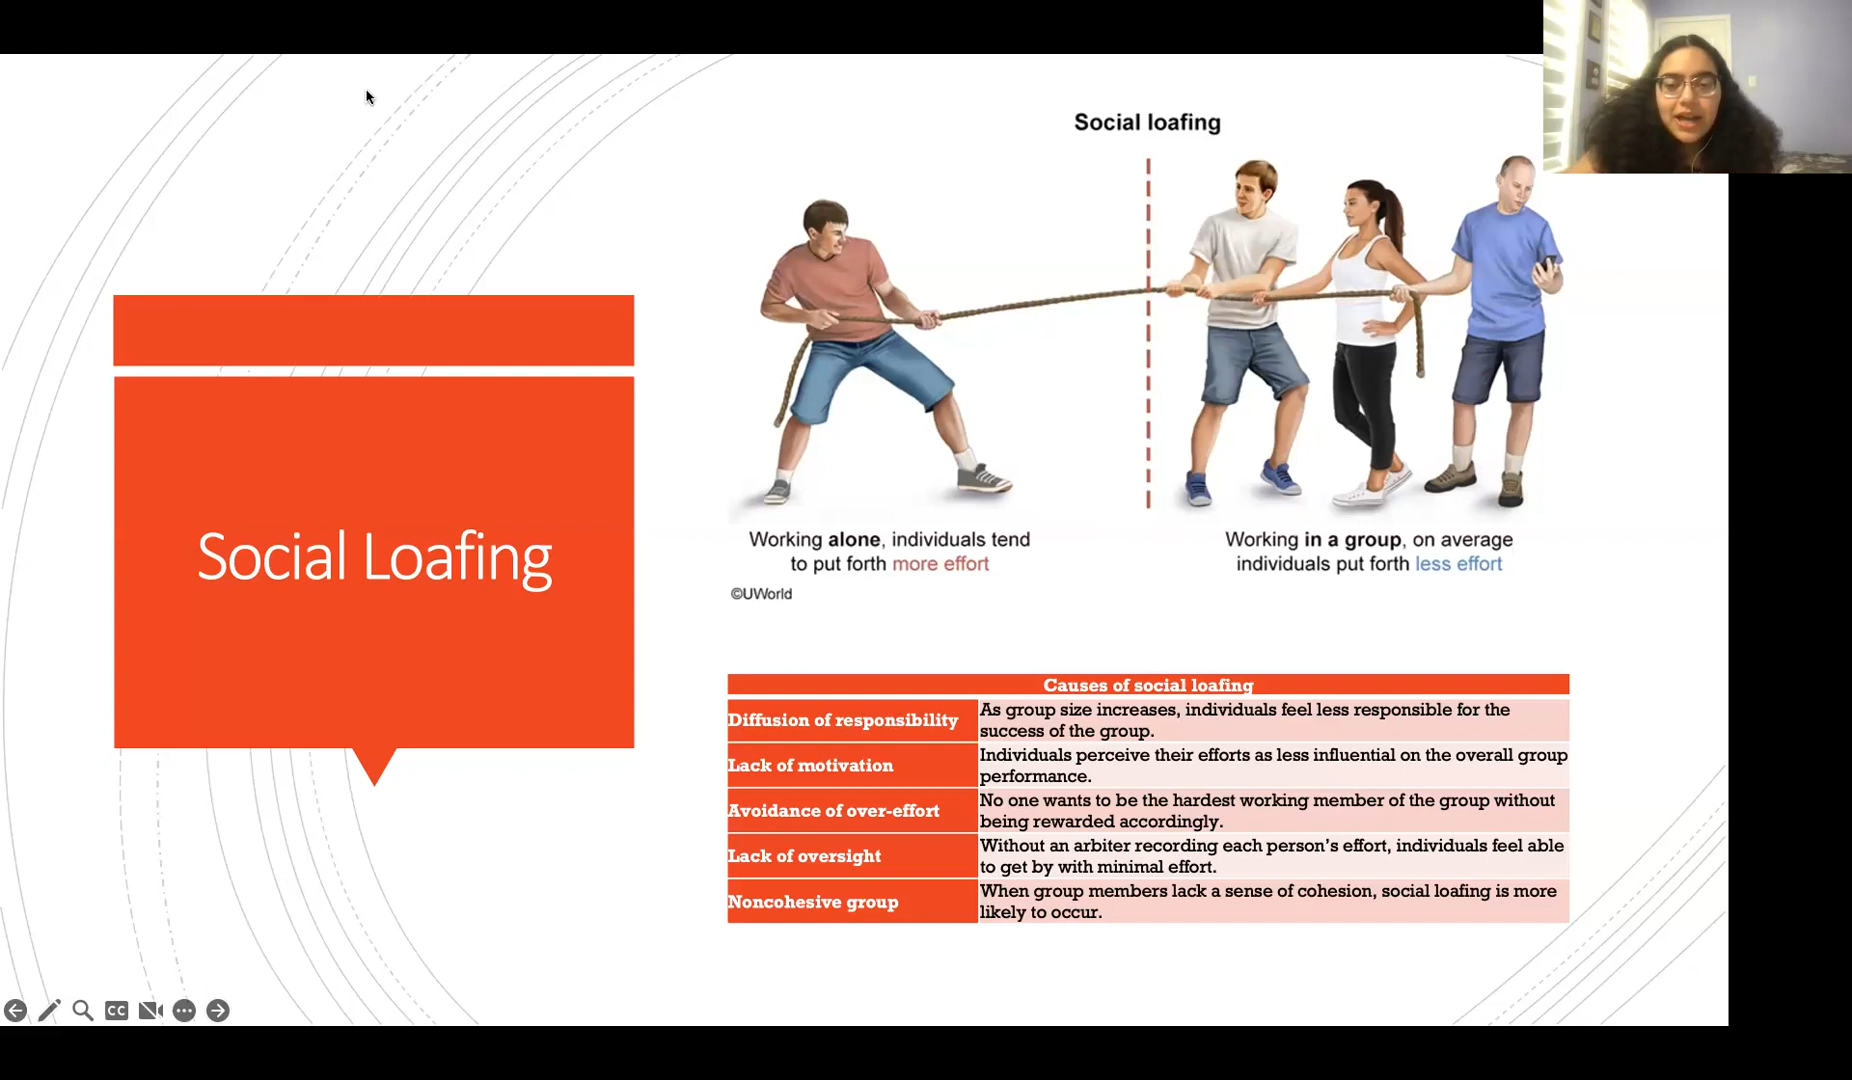 Social Loafing
Social loafing
Working alone, individuals tend
to put forth more effort
Working in a group, on average
individuals put forth less effort
©UWorld
Causes of social loafing
Diffusion of responsibility
As group size increases, individuals feel less responsible for the
success of the group.
Lack of motivation
Individuals perceive their efforts as less influential on the overall group
performance.
Avoidance of over-effort
No one wants to be the hardest working member of the group without
being rewarded accordingly.
Lack of oversight
Without an arbiter recording each person's effort, individuals feel able
to get by with minimal effort.
Noncohesive group
When group members lack a sense of cohesion, social loafing is more
likely to occur.
CC